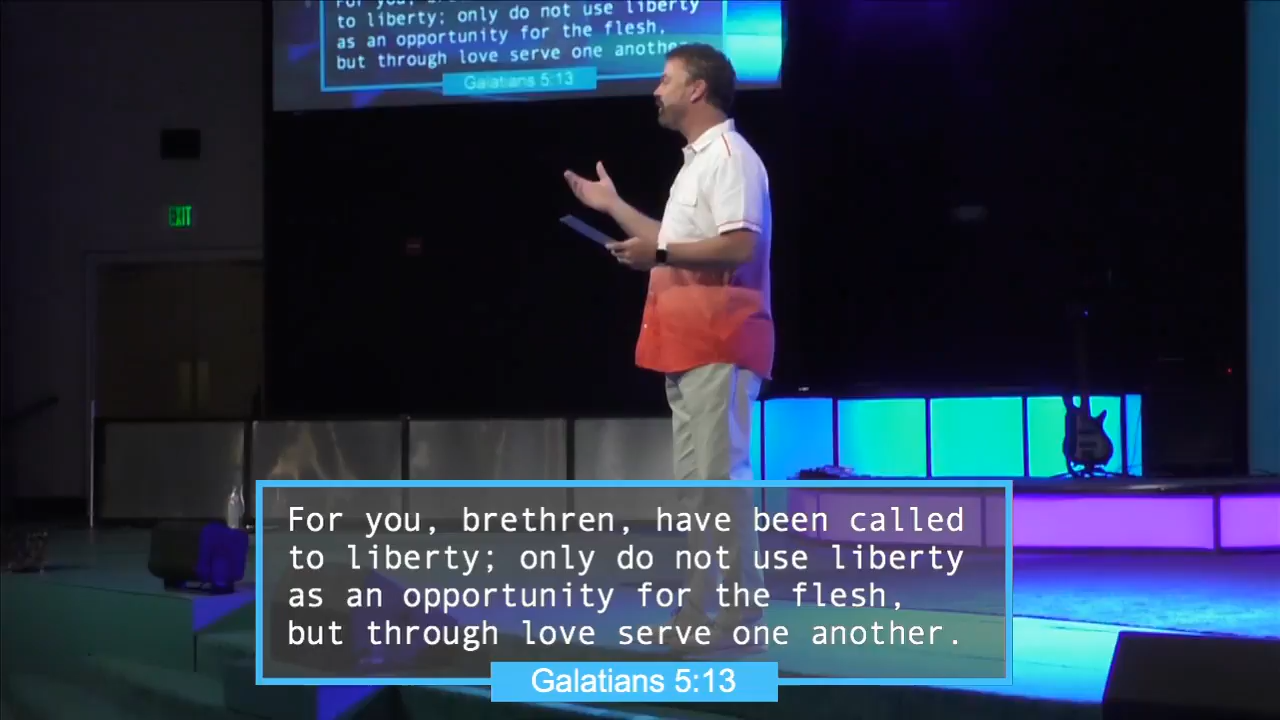 For you,
to liberty; only do not use liberty
as an opportunity for the flesh,
but through love serve one another
Galatians 5:13
EXIT
For you, brethren, have been called
to liberty; only do not use liberty
as an opportunity for the flesh,
but through love serve one another.
Galatians 5:13